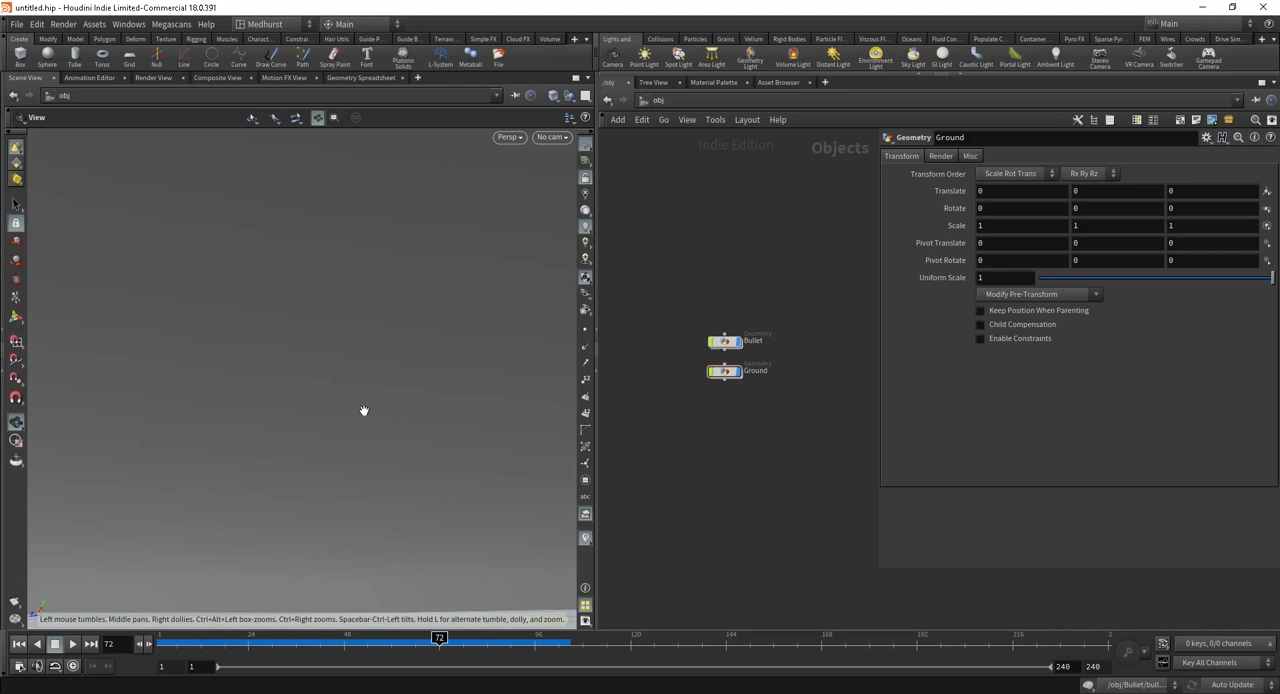 untitled.hip - Houdini Indie Limited-Commercial 18.0.391
File Edit Render Assets Windows Megascans Help
Medhurst
Main
Main
Create Modify Model Polygon Deform Texture Rigging Muscles Charact... Constrai... Hair Utils Guide P... Guide B... Terrain... Simple FX Cloud FX Volume
Box Sphere Tube Torus Grid Null Line Circle Curve Draw Curve Path Spray Paint Font Platonic Solids L-System Metaball File
Lights and... Collisions Particles Grains Vellum Rigid Bodies Particle Fl... Viscous Fl... Oceans Fluid Con... Populate C... Container... Pyro FX Sparse Pyr... FEM Wires Crowds Drive Sim...
Camera Point Light Spot Light Area Light Geometry Light Volume Light Distant Light Environment Light Sky Light GI Light Caustic Light Portal Light Ambient Light Stereo Camera VR Camera Switcher Gamepad Camera
Scene View Animation Editor Render View Composite View Motion FX View Geometry Spreadsheet
/obj Tree View Material Palette Asset Browser
obj
obj
View
Add Edit Go View Tools Layout Help
Persp
No cam
Indie Edition
Objects
Geometry Ground
Transform Render Misc
Transform Order Scale Rot Trans Rx Ry Rz
Translate 0 0 0
Rotate 0 0 0
Scale 1 1 1
Pivot Translate 0 0 0
Pivot Rotate 0 0 0
Uniform Scale 1
Modify Pre-Transform
Keep Position When Parenting
Child Compensation
Enable Constraints
Geometry
Bullet
Geometry
Ground
abc
Left mouse tumbles. Middle pans. Right dollies. Ctrl+Alt+Left box-zooms. Ctrl+Right zooms. Spacebar-Ctrl-Left tilts. Hold L for alternate tumble, dolly, and zoom.
72
1 24 48 72 96 120 144 168 192 216 2
0 keys, 0/0 channels
1 1 240 240
Key All Channels
/obj/Bullet/bull...
Auto Update